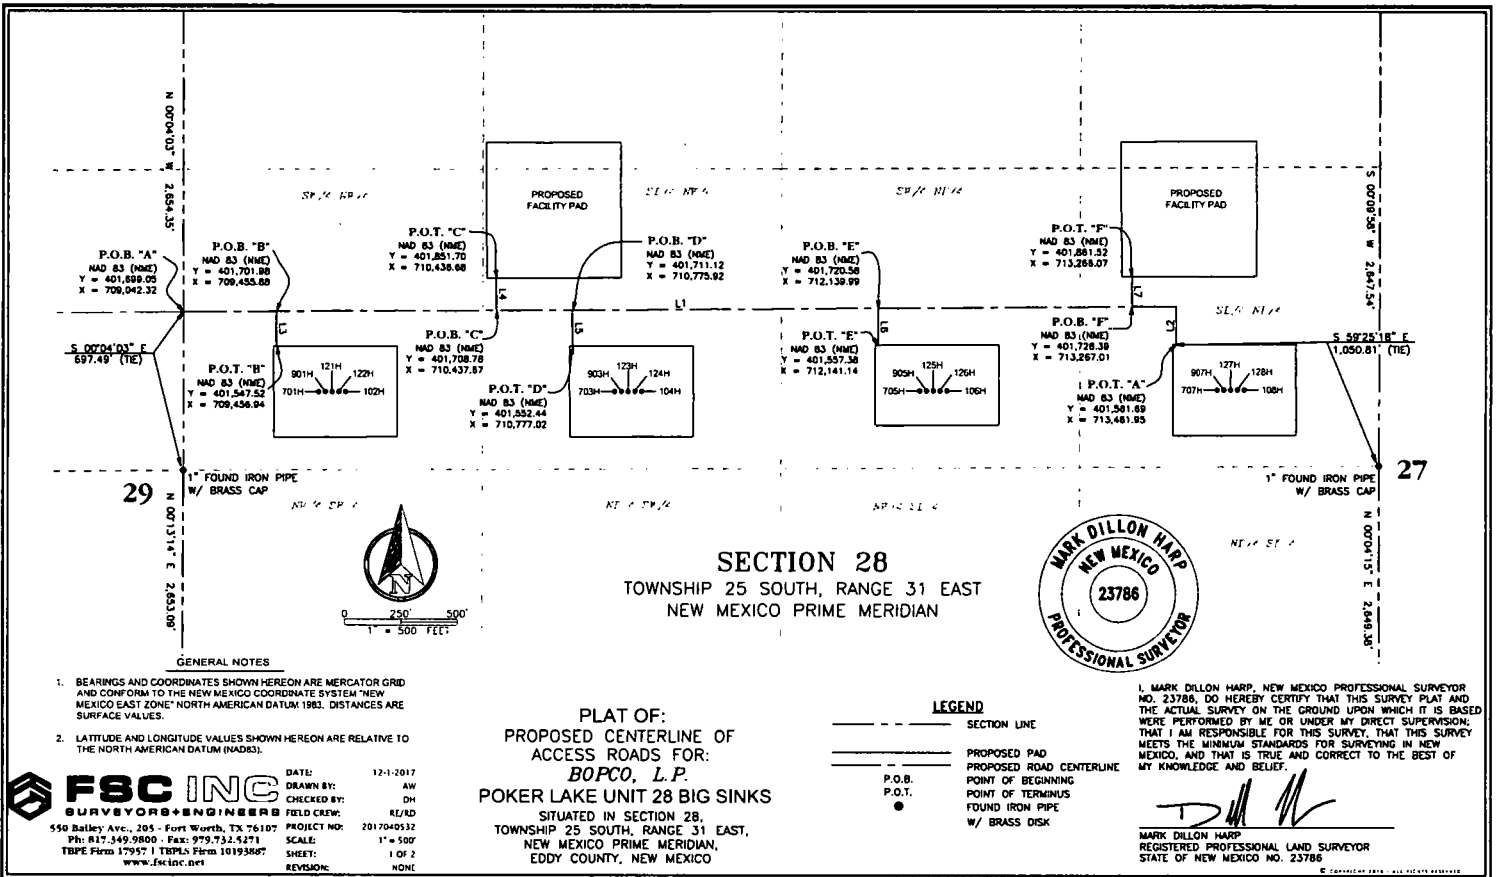 N 00°04'03" W 2,654.35'
S 00°09'58" W 2,647.54'
PROPOSED
FACILITY PAD
PROPOSED
FACILITY PAD
P.O.B. "A"
NAD 83 (NME)
Y = 401,699.05
X = 709,042.32
P.O.B. "B"
NAD 83 (NME)
Y = 401,701.98
X = 709,455.88
P.O.T. "C"
NAD 83 (NME)
Y = 401,851.70
X = 710,438.68
P.O.B. "D"
NAD 83 (NME)
Y = 401,711.12
X = 710,775.92
P.O.B. "E"
NAD 83 (NME)
Y = 401,720.58
X = 712,139.99
P.O.T. "F"
NAD 83 (NME)
Y = 401,881.52
X = 713,266.07
L4
L1
L7
L3
L5
L6
L2
S 00°04'03" E
697.49' (TIE)
P.O.T. "B"
NAD 83 (NME)
Y = 401,547.52
X = 709,456.94
P.O.B. "C"
NAD 83 (NME)
Y = 401,708.78
X = 710,437.67
P.O.T. "D"
NAD 83 (NME)
Y = 401,552.44
X = 710,777.02
P.O.T. "E"
NAD 83 (NME)
Y = 401,557.38
X = 712,141.14
P.O.B. "F"
NAD 83 (NME)
Y = 401,728.39
X = 713,267.01
P.O.T. "A"
NAD 83 (NME)
Y = 401,561.69
X = 713,461.95
S 59°25'18" E
1,050.81' (TIE)
901H 121H 122H
701H 102H
903H 123H 124H
703H 104H
905H 125H 126H
705H 106H
907H 127H 128H
707H 108H
29
1" FOUND IRON PIPE
W/ BRASS CAP
27
1" FOUND IRON PIPE
W/ BRASS CAP
N 00°13'14" E 2,653.09'
N 00°04'15" E 2,649.38'
N
0 250' 500'
1" = 500 FEET
SECTION 28
TOWNSHIP 25 SOUTH, RANGE 31 EAST
NEW MEXICO PRIME MERIDIAN
MARK DILLON HARP
NEW MEXICO
23786
PROFESSIONAL SURVEYOR
GENERAL NOTES
1. BEARINGS AND COORDINATES SHOWN HEREON ARE MERCATOR GRID
AND CONFORM TO THE NEW MEXICO COORDINATE SYSTEM "NEW
MEXICO EAST ZONE" NORTH AMERICAN DATUM 1983. DISTANCES ARE
SURFACE VALUES.
2. LATITUDE AND LONGITUDE VALUES SHOWN HEREON ARE RELATIVE TO
THE NORTH AMERICAN DATUM (NAD83).
FSC INC
SURVEYORS+ENGINEERS
550 Bailey Ave., 205 - Fort Worth, TX 76107
Ph: 817.349.9800 - Fax: 979.732.5271
TBPE Firm 17957 | TBPLS Firm 10193887
www.fscinc.net
DATE: 12-1-2017
DRAWN BY: AW
CHECKED BY: DH
FIELD CREW: RE/RD
PROJECT NO: 2017040532
SCALE: 1" = 500'
SHEET: 1 OF 2
REVISION: NONE
PLAT OF:
PROPOSED CENTERLINE OF
ACCESS ROADS FOR:
BOPCO, L.P.
POKER LAKE UNIT 28 BIG SINKS
SITUATED IN SECTION 28,
TOWNSHIP 25 SOUTH, RANGE 31 EAST,
NEW MEXICO PRIME MERIDIAN,
EDDY COUNTY, NEW MEXICO
LEGEND
SECTION LINE
PROPOSED PAD
PROPOSED ROAD CENTERLINE
P.O.B. POINT OF BEGINNING
P.O.T. POINT OF TERMINUS
FOUND IRON PIPE
W/ BRASS DISK
I, MARK DILLON HARP, NEW MEXICO PROFESSIONAL SURVEYOR
NO. 23786, DO HEREBY CERTIFY THAT THIS SURVEY PLAT AND
THE ACTUAL SURVEY ON THE GROUND UPON WHICH IT IS BASED
WERE PERFORMED BY ME OR UNDER MY DIRECT SUPERVISION;
THAT I AM RESPONSIBLE FOR THIS SURVEY, THAT THIS SURVEY
MEETS THE MINIMUM STANDARDS FOR SURVEYING IN NEW
MEXICO, AND THAT IS TRUE AND CORRECT TO THE BEST OF
MY KNOWLEDGE AND BELIEF.
MARK DILLON HARP
REGISTERED PROFESSIONAL LAND SURVEYOR
STATE OF NEW MEXICO NO. 23786